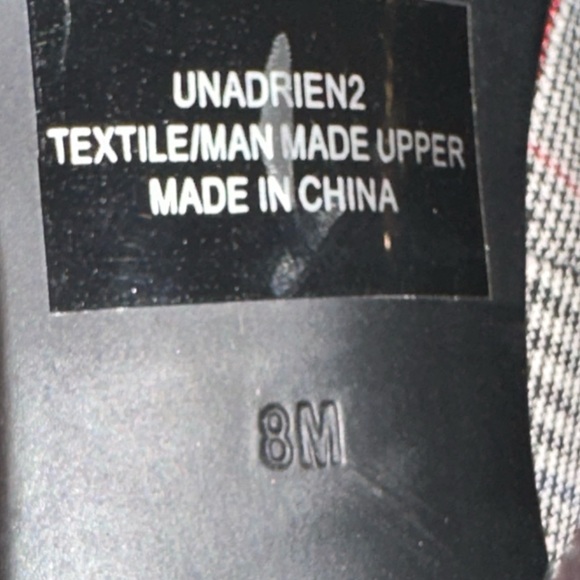 UNADRIEN2
TEXTILE/MAN MADE UPPER
MADE IN CHINA
8M